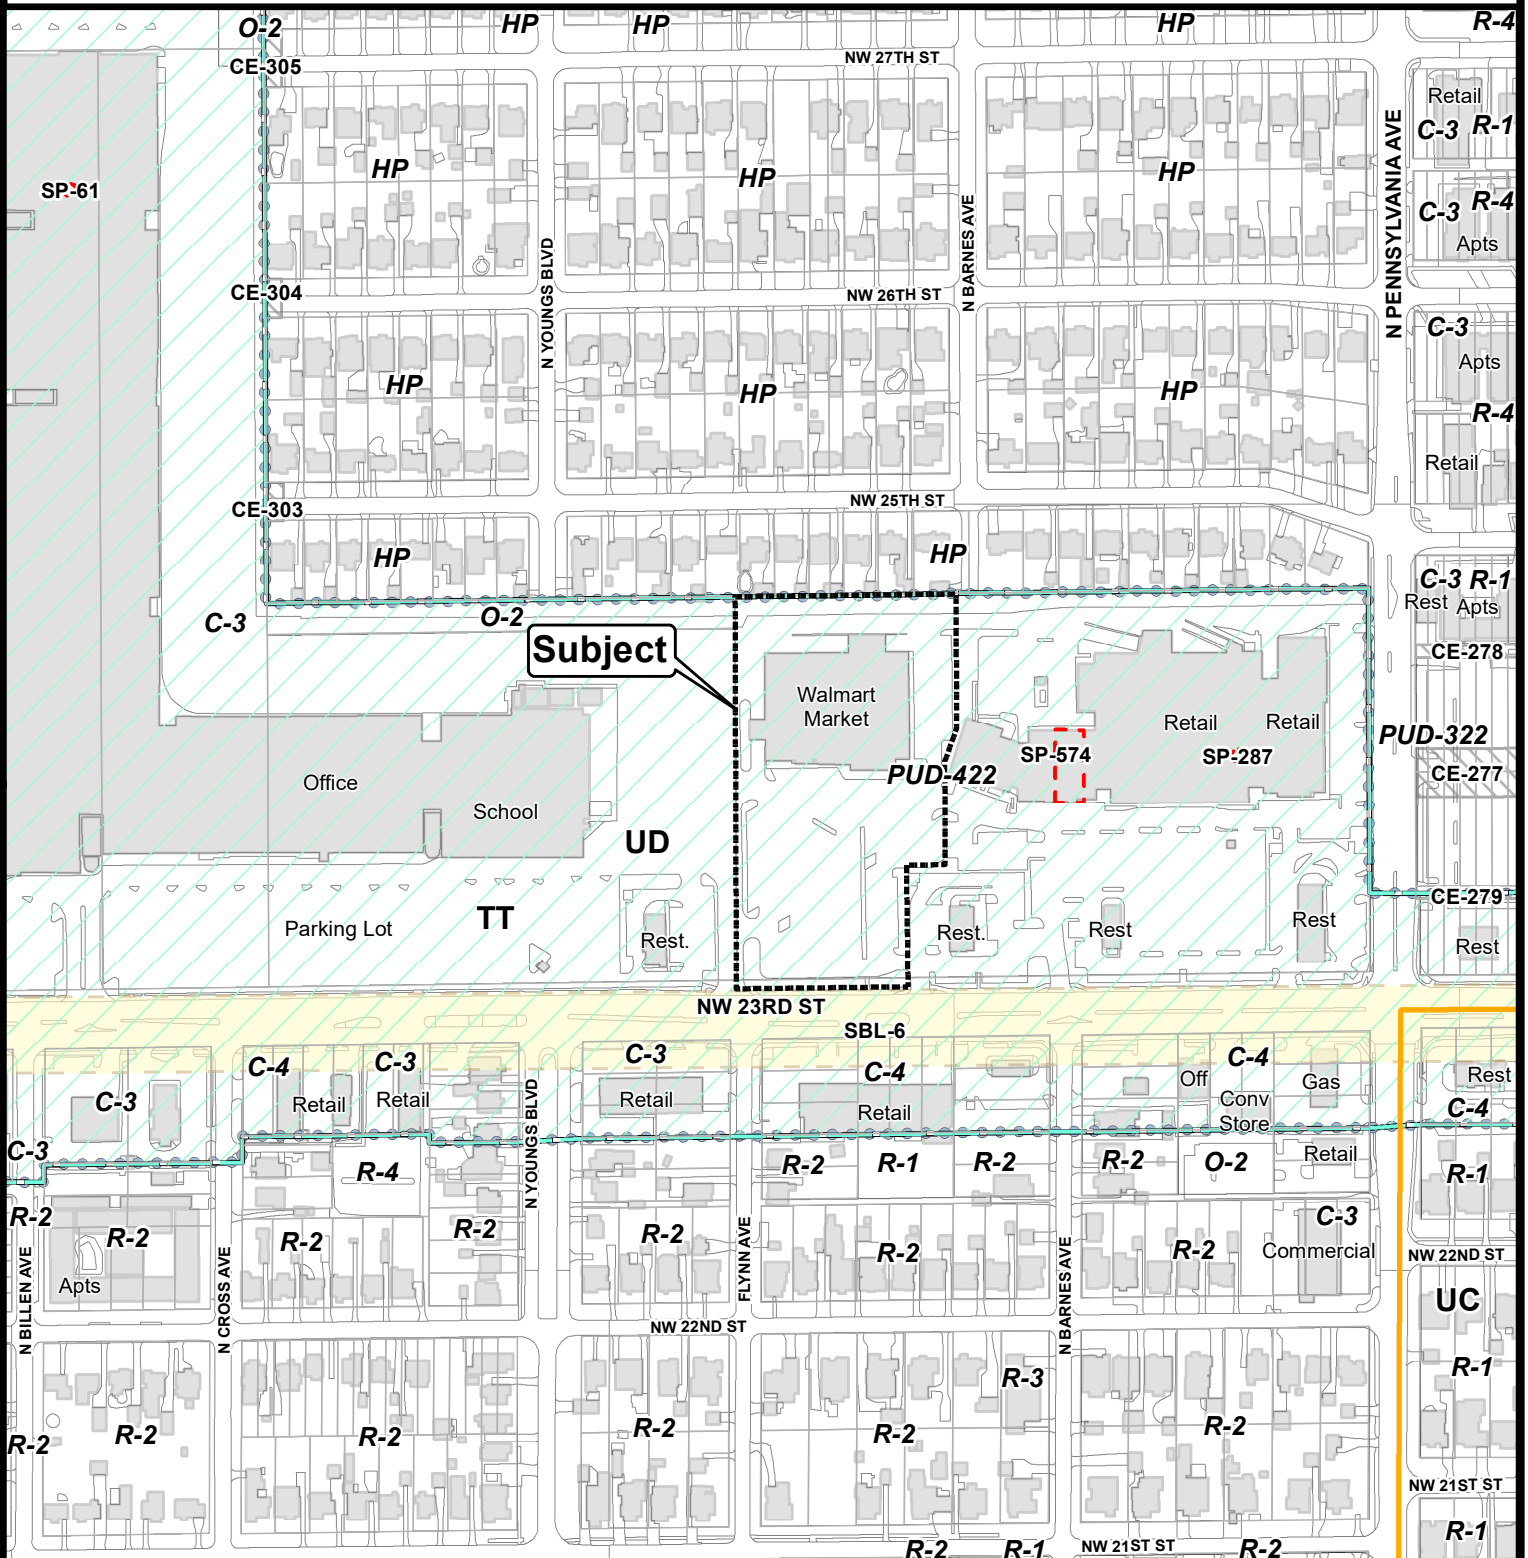 O-2
HP
HP
HP
R-4
CE-305
NW 27TH ST
Retail
C-3
R-1
N PENNSYLVANIA AVE
HP
HP
HP
SP-61
C-3
R-4
Apts
N BARNES AVE
N YOUNGS BLVD
CE-304
NW 26TH ST
C-3
Apts
HP
HP
HP
R-4
Retail
CE-303
NW 25TH ST
HP
HP
C-3
R-1
Rest
Apts
O-2
C-3
Subject
CE-278
Walmart
Market
Retail
Retail
PUD-322
SP-574
SP-287
PUD-422
CE-277
Office
School
UD
CE-279
TT
Parking Lot
Rest.
Rest.
Rest
Rest
Rest
NW 23RD ST
SBL-6
C-4
C-3
C-3
C-4
C-4
Off
Gas
Rest
C-3
Retail
Retail
Retail
Retail
Conv
Store
C-4
N YOUNGS BLVD
C-3
R-4
R-2
R-1
R-2
R-2
O-2
Retail
R-1
R-2
R-2
R-2
R-2
R-2
R-2
R-2
C-3
Commercial
NW 22ND ST
Apts
N BILLEN AVE
N CROSS AVE
FLYNN AVE
N BARNES AVE
UC
NW 22ND ST
R-3
R-1
R-2
R-2
R-2
R-2
R-2
R-2
NW 21ST ST
R-1
R-2
R-1
NW 21ST ST
R-2